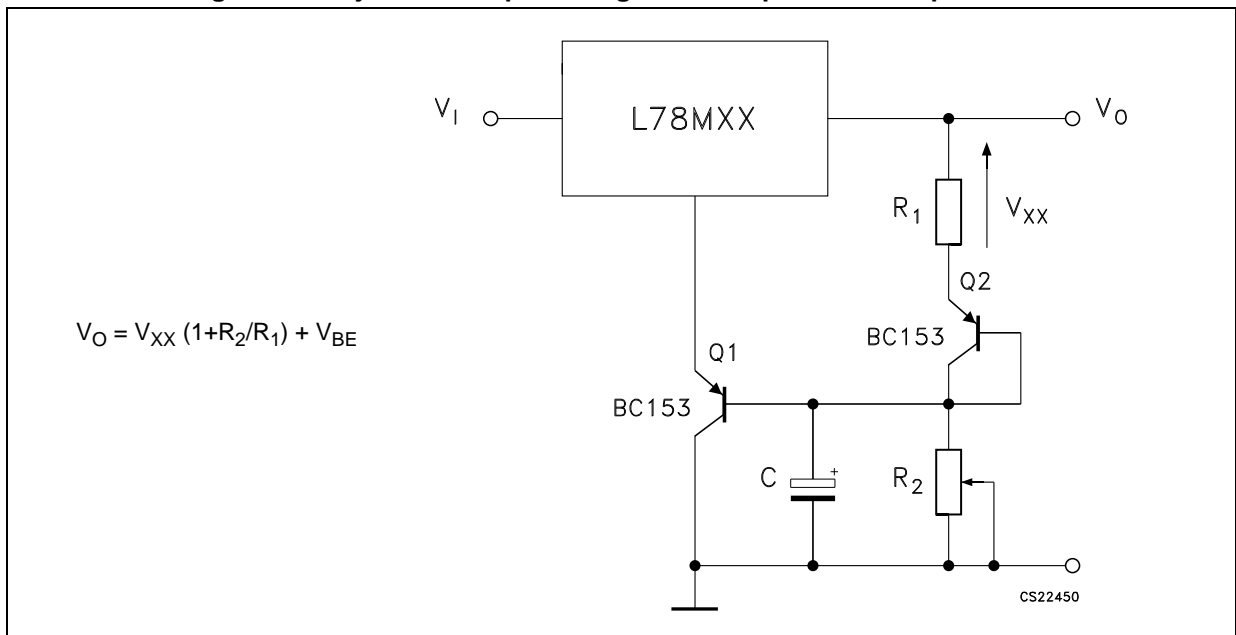 V_I
L78MXX
V_O
R_1
V_XX
Q2
BC153
V_O = V_XX (1+R_2/R_1) + V_BE
Q1
BC153
C
+
R_2
CS22450